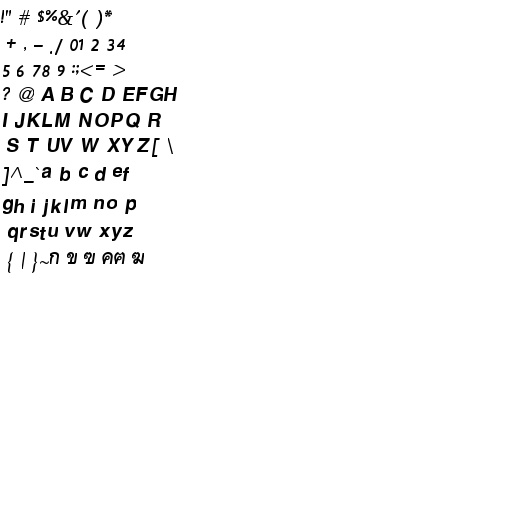 !" # $%&'( )*
+ , – ./ 01 2 34
5 6 78 9 :;<= >
? @ A B C D EFGH
I JKLM NOPQ R
S T UV W XYZ[ \
]^_`a b c d ef
gh i jklm no p
qrstu vw xyz
{ | }~ก ข ฃ คฅ ฆ